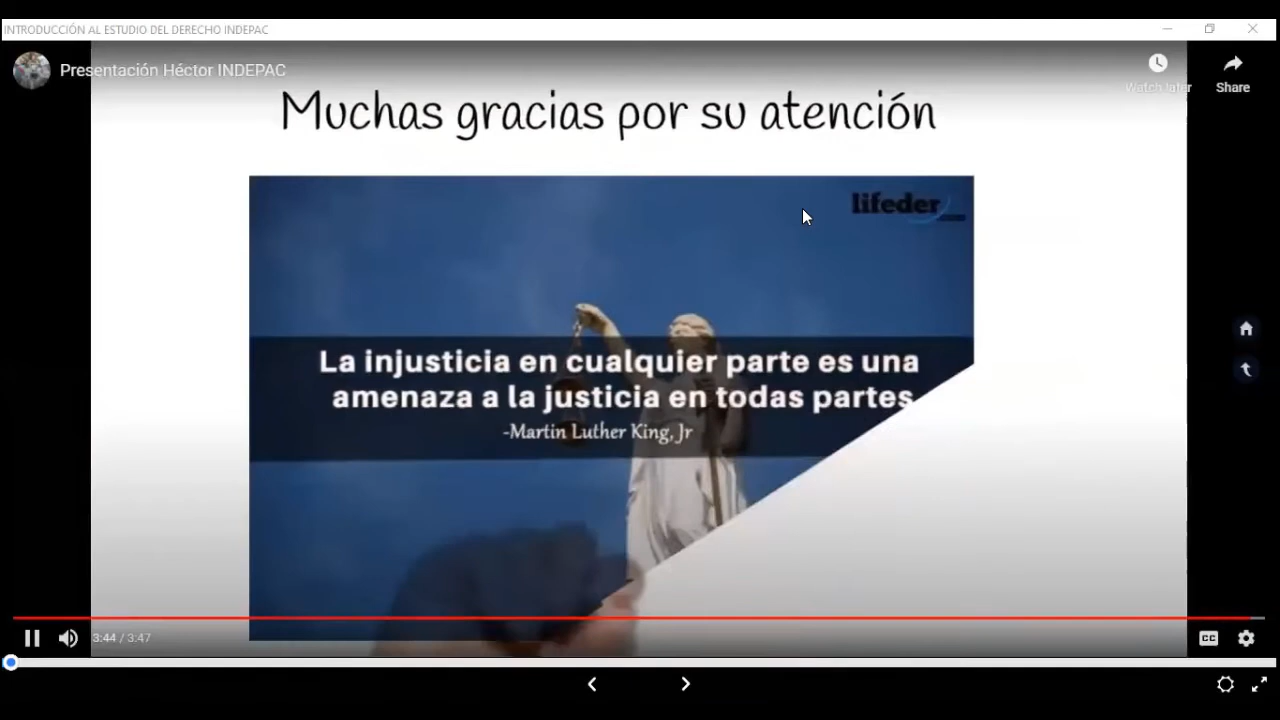 INTRODUCCIÓN AL ESTUDIO DEL DERECHO INDEPAC
Presentación Héctor INDEPAC
Watch later
Share
Muchas gracias por su atención
lifeder
La injusticia en cualquier parte es una
amenaza a la justicia en todas partes
-Martin Luther King, Jr
3:44 / 3:47
CC